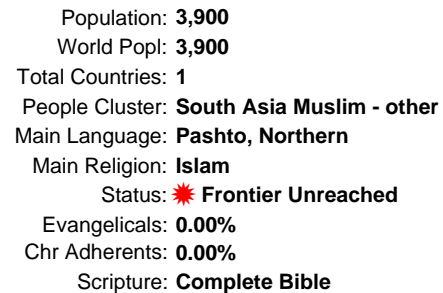 Population: 3,900
World Popl: 3,900
Total Countries: 1
People Cluster: South Asia Muslim - other
Main Language: Pashto, Northern
Main Religion: Islam
Status: Frontier Unreached
Evangelicals: 0.00%
Chr Adherents: 0.00%
Scripture: Complete Bible